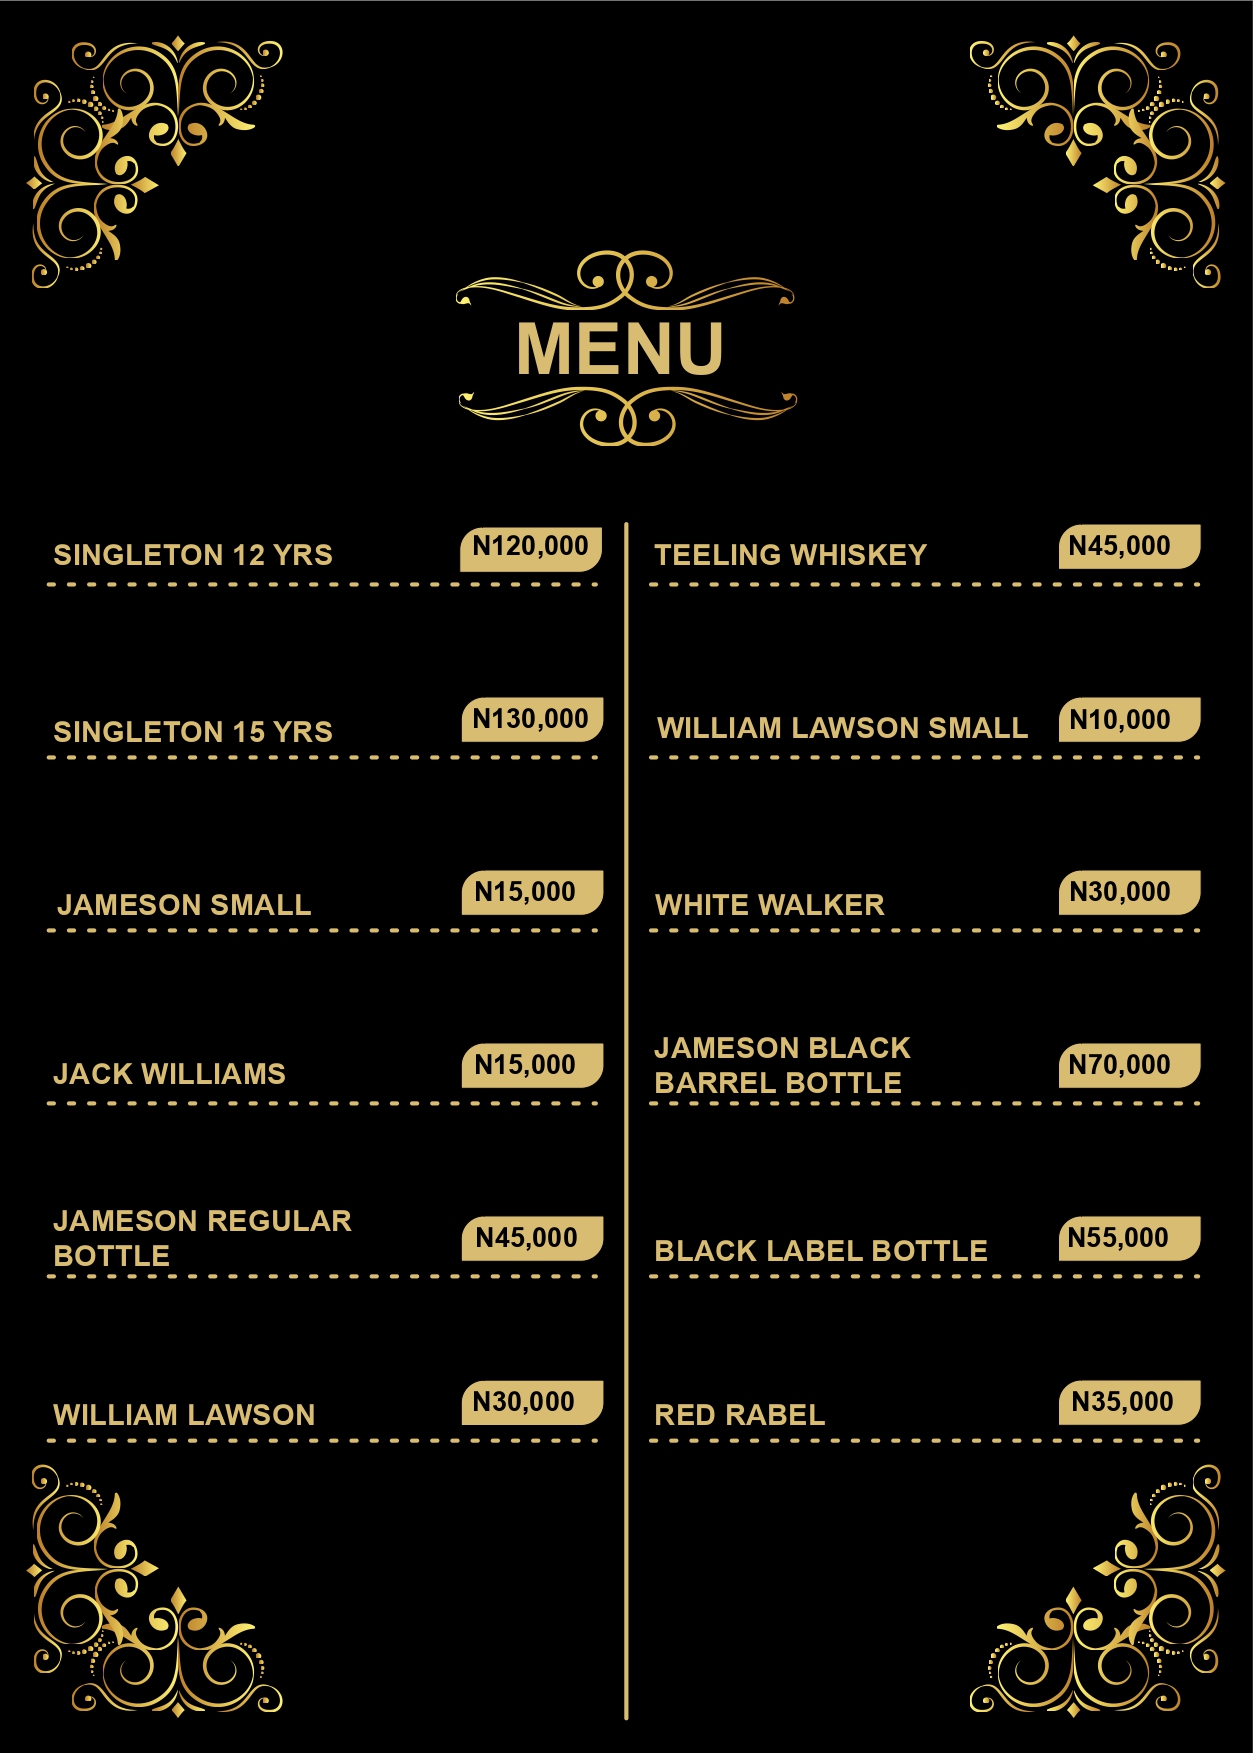 MENU
SINGLETON 12 YRS N120,000
SINGLETON 15 YRS N130,000
JAMESON SMALL N15,000
JACK WILLIAMS N15,000
JAMESON REGULAR
BOTTLE N45,000
WILLIAM LAWSON N30,000
TEELING WHISKEY N45,000
WILLIAM LAWSON SMALL N10,000
WHITE WALKER N30,000
JAMESON BLACK
BARREL BOTTLE N70,000
BLACK LABEL BOTTLE N55,000
RED RABEL N35,000